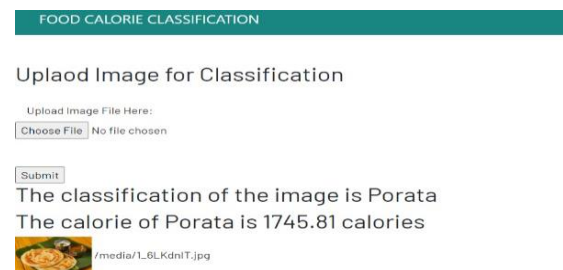 FOOD CALORIE CLASSIFICATION
Uplaod Image for Classification
Upload Image File Here:
Choose File No file chosen
Submit
The classification of the image is Porata
The calorie of Porata is 1745.81 calories
/media/1_6LKdnIT.jpg